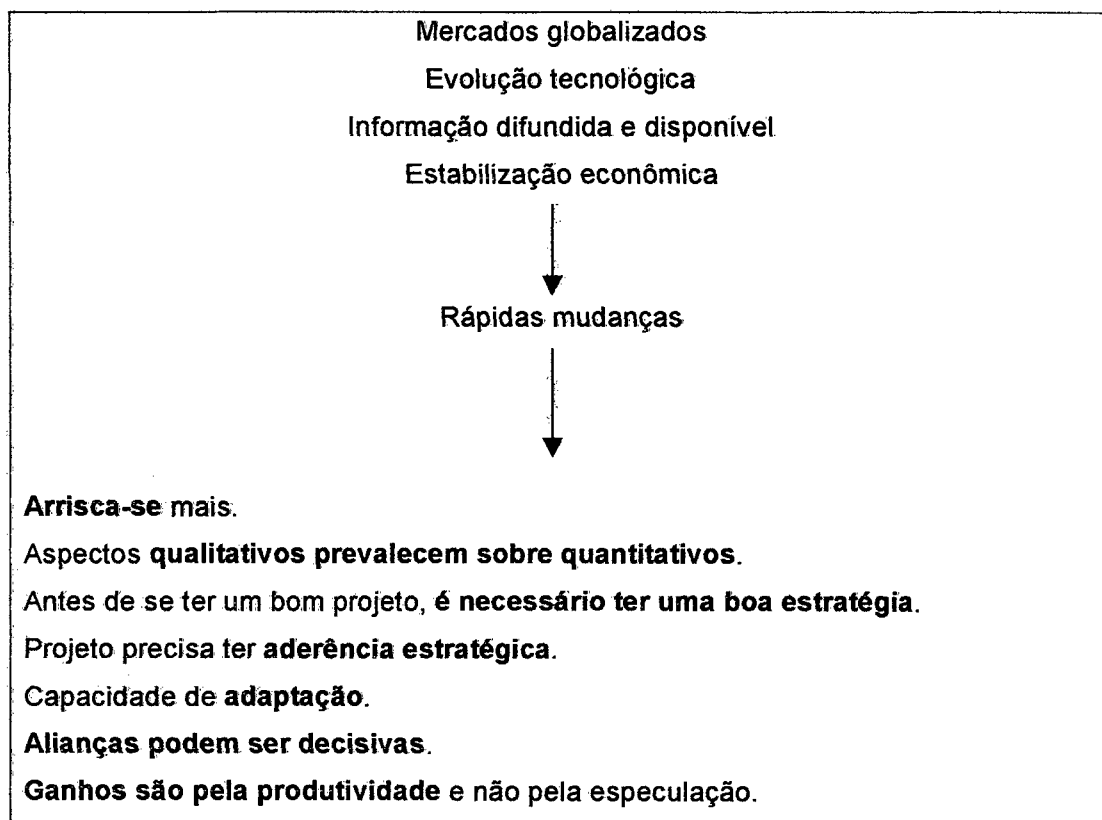 Mercados globalizados
Evolução tecnológica
Informação difundida e disponível
Estabilização econômica
Rápidas mudanças
Arrisca-se mais.
Aspectos qualitativos prevalecem sobre quantitativos.
Antes de se ter um bom projeto, é necessário ter uma boa estratégia.
Projeto precisa ter aderência estratégica.
Capacidade de adaptação.
Alianças podem ser decisivas.
Ganhos são pela produtividade e não pela especulação.